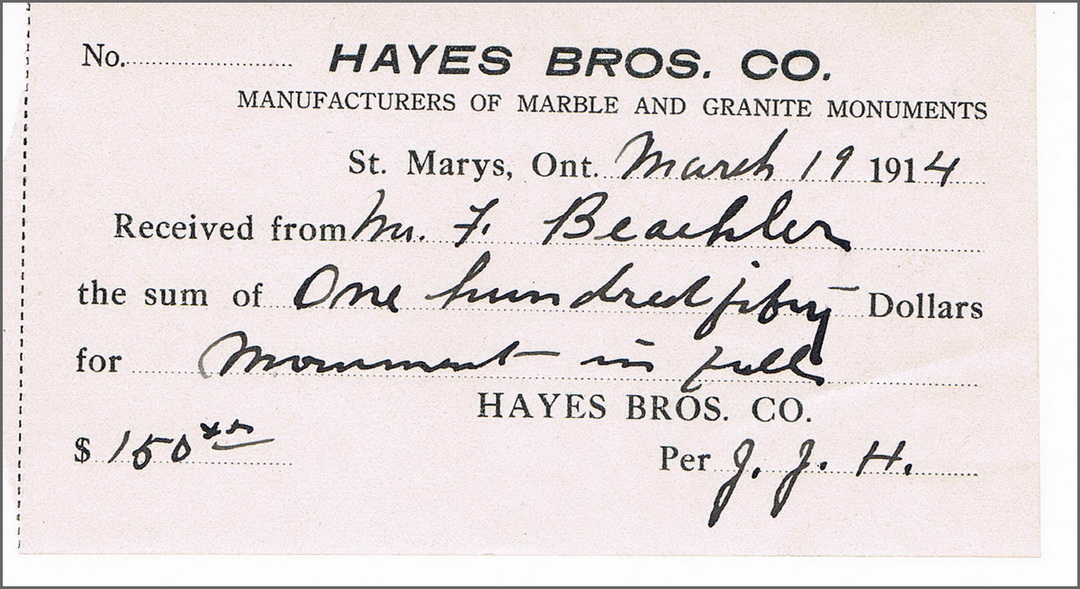 No.
HAYES BROS. CO.
MANUFACTURERS OF MARBLE AND GRANITE MONUMENTS
St. Marys, Ont. March 19 1914
Received from Mr. F. Beachler
the sum of One hundred fifty Dollars
for Monument in full
HAYES BROS. CO.
$ 150 xx
Per J. J. H.